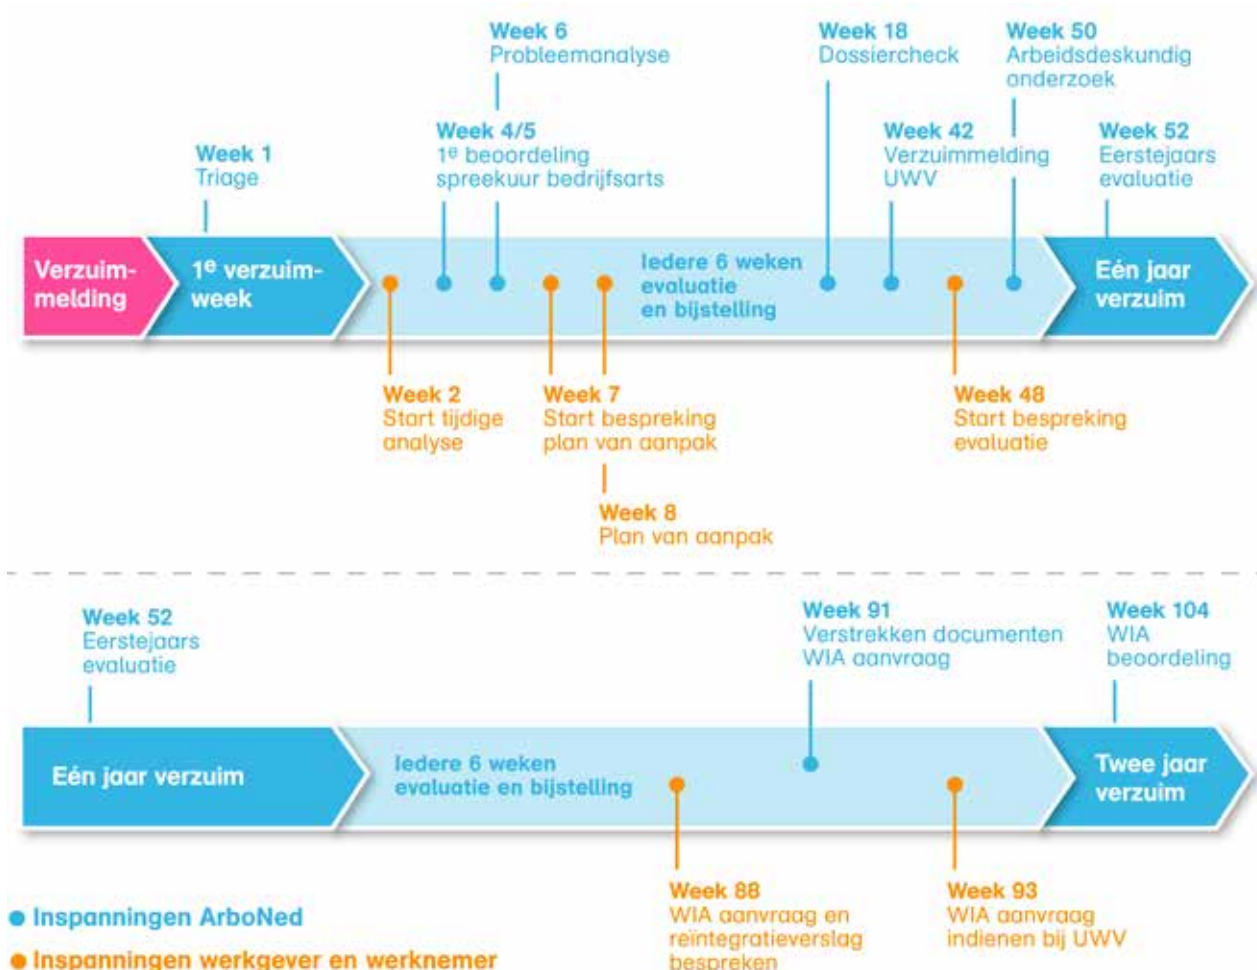 Week 6
Probleemanalyse
Week 18
Dossiercheck
Week 50
Arbeidsdeskundig
onderzoek
Week 1
Triage
Week 4/5
1e beoordeling
spreekuur bedrijfsarts
Week 42
Verzuimmelding
UWV
Week 52
Eerstejaars
evaluatie
Verzuim-
melding
1e verzuim-
week
Iedere 6 weken
evaluatie
en bijstelling
Eén jaar
verzuim
Week 2
Start tijdige
analyse
Week 7
Start bespreking
plan van aanpak
Week 48
Start bespreking
evaluatie
Week 8
Plan van aanpak
Week 52
Eerstejaars
evaluatie
Week 91
Verstrekken documenten
WIA aanvraag
Week 104
WIA
beoordeling
Eén jaar verzuim
Iedere 6 weken
evaluatie en bijstelling
Twee jaar
verzuim
Week 88
WIA aanvraag en
reïntegratieverslag
bespreken
Week 93
WIA aanvraag
indienen bij UWV
Inspanningen ArboNed
Inspanningen werkgever en werknemer